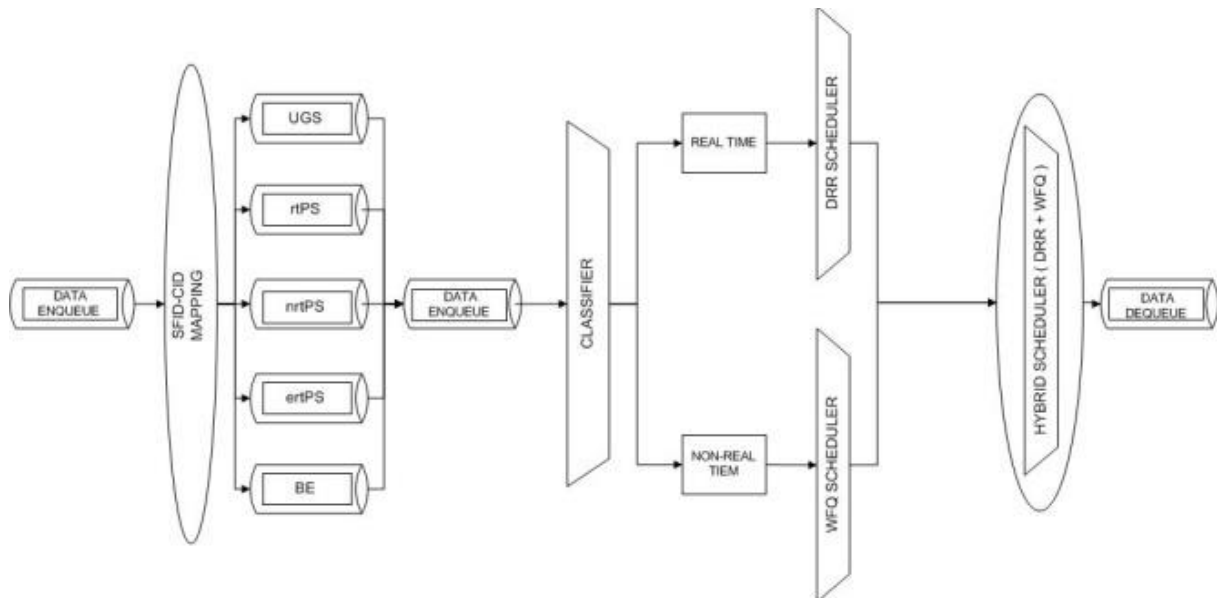 DATA
ENQUEUE
SFID-CID
MAPPING
UGS
rtPS
nrtPS
ertPS
BE
DATA
ENQUEUE
CLASSIFIER
REAL TIME
NON-REAL
TIEM
DRR SCHEDULER
WFQ SCHEDULER
HYBRID SCHEDULER ( DRR + WFQ )
DATA
DEQUEUE